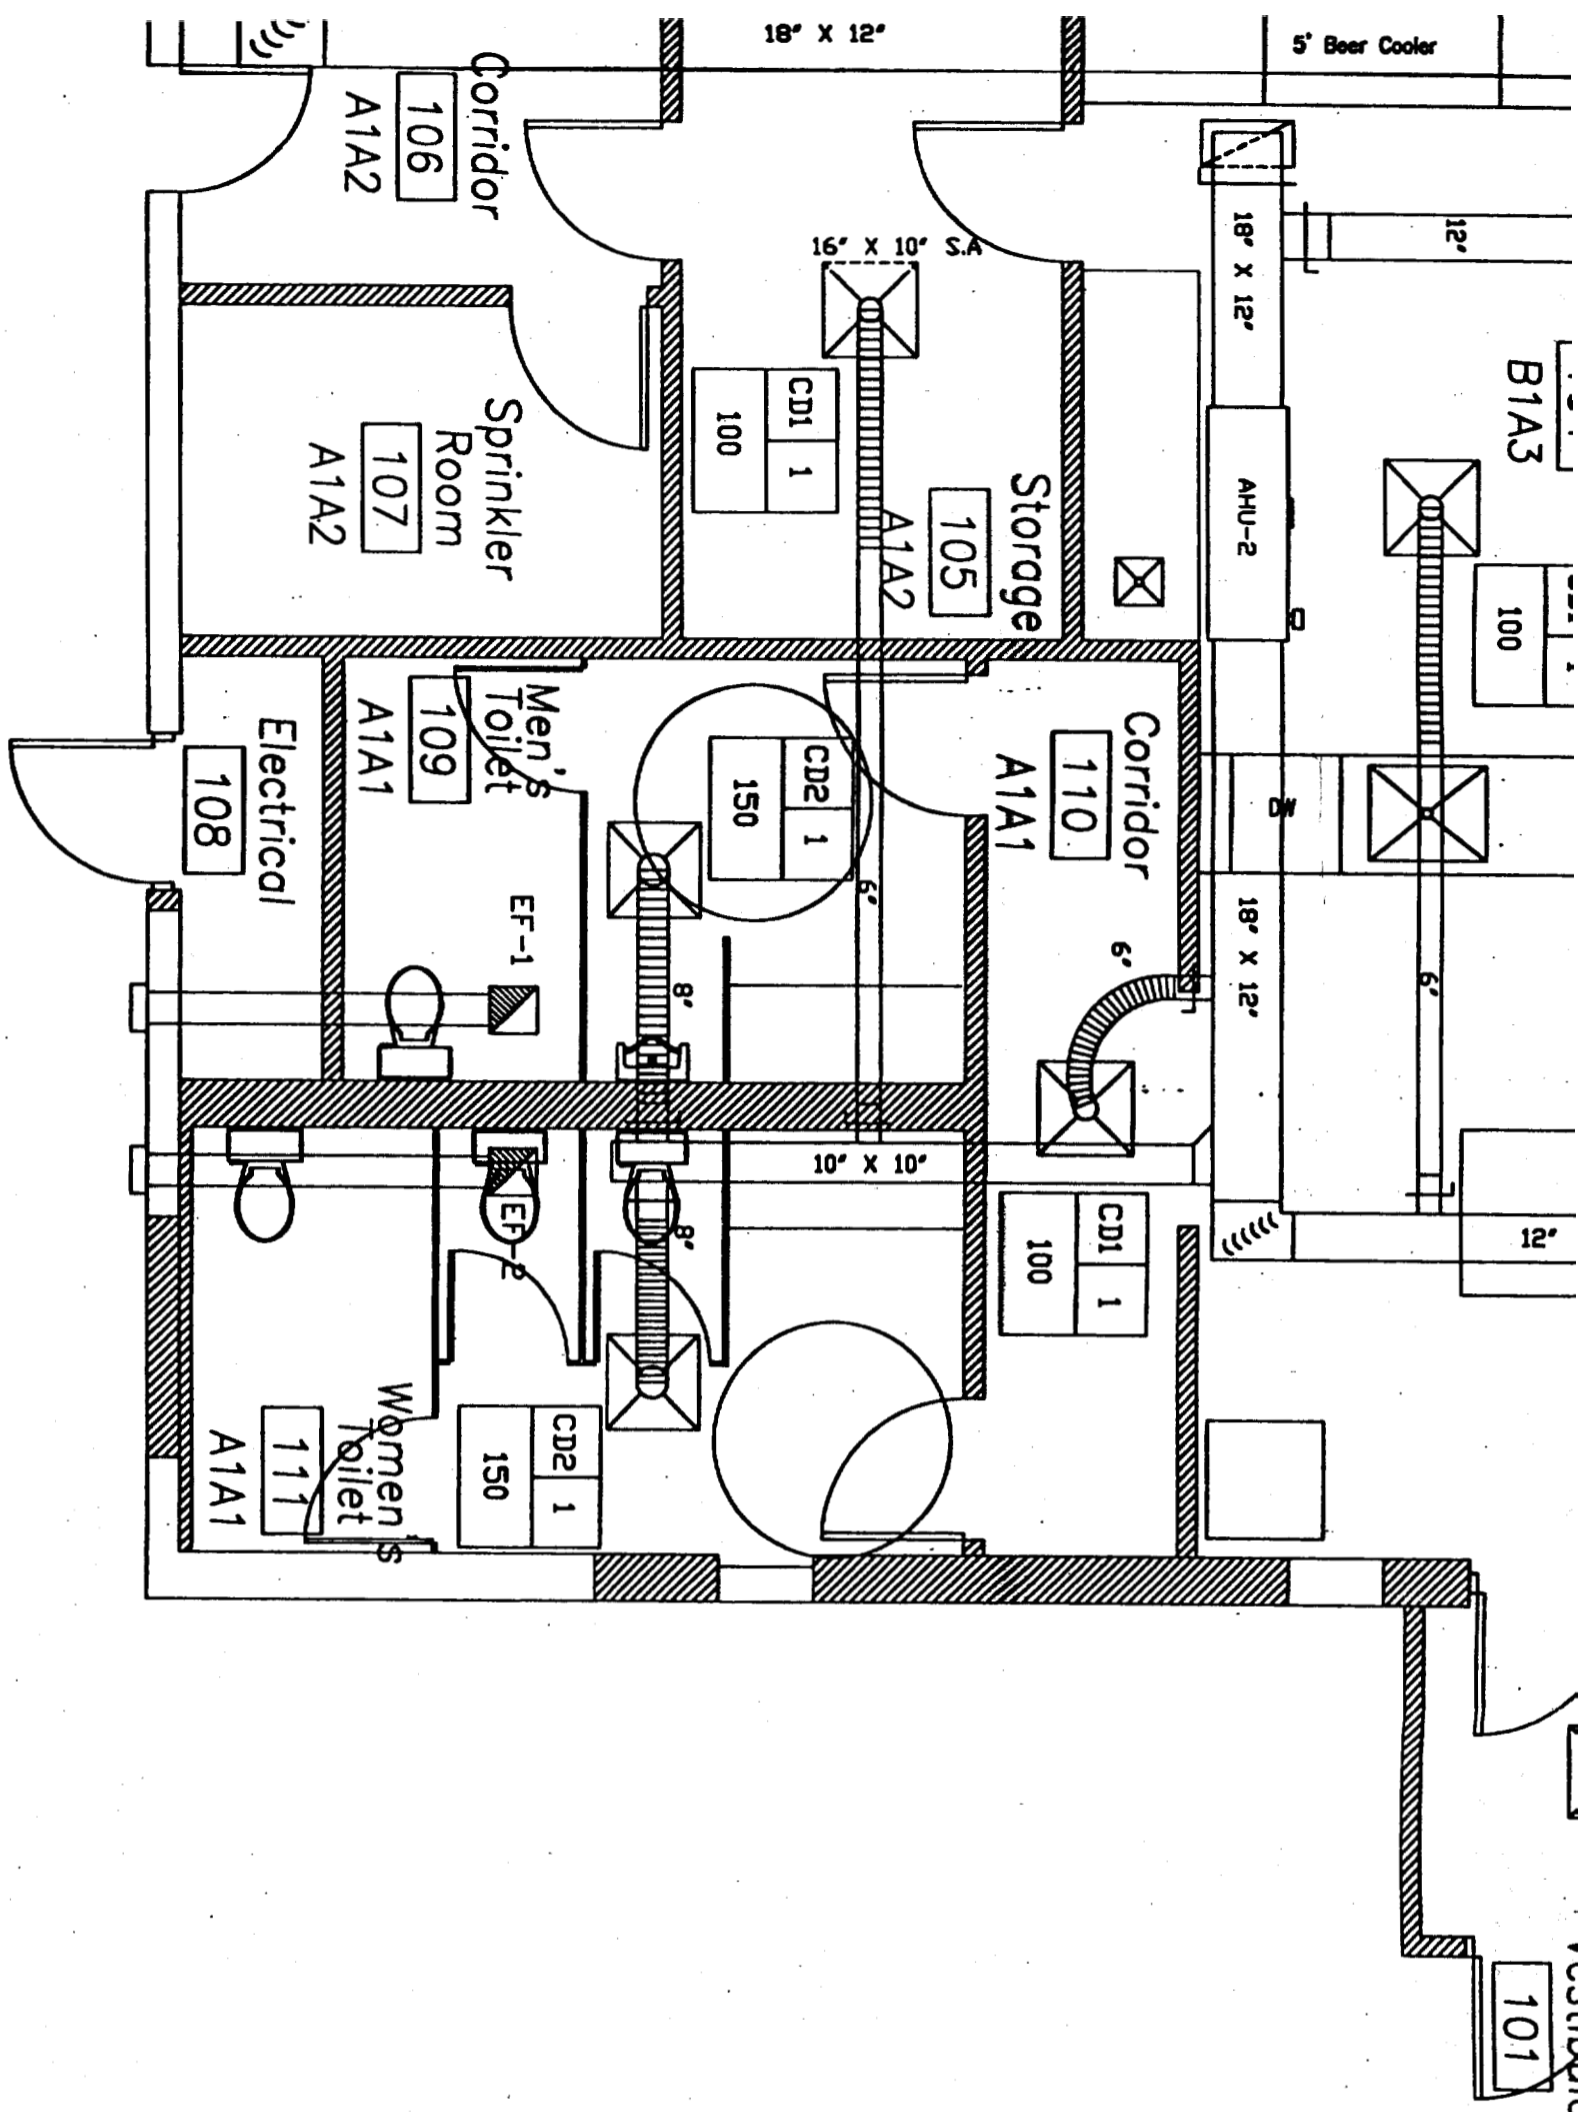 18" X 12"
5' Beer Cooler
Corridor
106
A1A2
16" X 10" S.A
18" X 12"
12"
B1A3
CD1
1
100
AHU-2
Storage
105
A1A2
Sprinkler
Room
107
A1A2
100
Men's
Toilet
109
A1A1
Electrical
108
CD2
1
150
Corridor
110
A1A1
DW
6"
EF-1
8"
6"
18" X 12"
6"
10" X 10"
EF-2
8"
CD1
1
100
12"
Women's
Toilet
111
A1A1
CD2
1
150
101